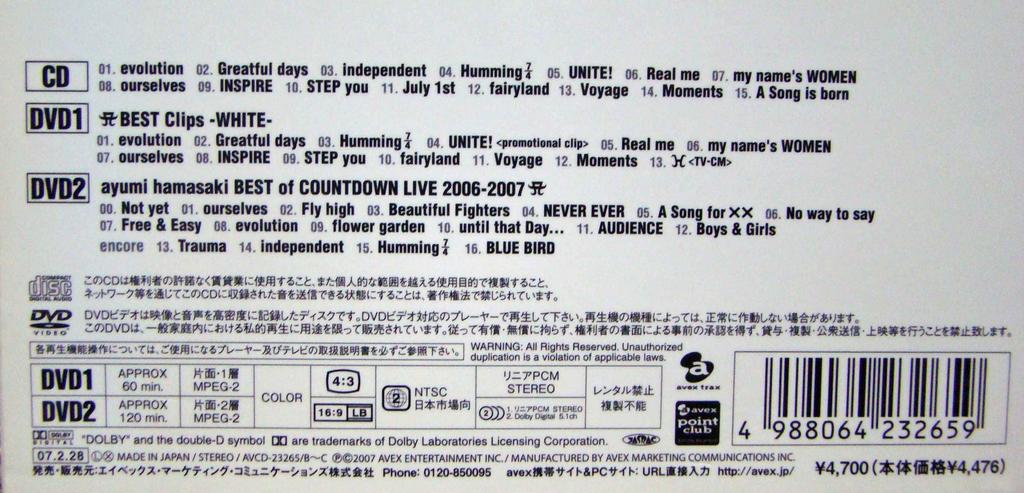 CD 01. evolution 02. Greatful days 03. independent 04. Humming 7/4 05. UNITE! 06. Real me 07. my name's WOMEN
08. ourselves 09. INSPIRE 10. STEP you 11. July 1st 12. fairyland 13. Voyage 14. Moments 15. A Song is born
DVD1 BEST Clips -WHITE-
01. evolution 02. Greatful days 03. Humming 7/4 04. UNITE! <promotional clip> 05. Real me 06. my name's WOMEN
07. ourselves 08. INSPIRE 09. STEP you 10. fairyland 11. Voyage 12. Moments 13. H <TV-CM>
DVD2 ayumi hamasaki BEST of COUNTDOWN LIVE 2006-2007
00. Not yet 01. ourselves 02. Fly high 03. Beautiful Fighters 04. NEVER EVER 05. A Song for ×× 06. No way to say
07. Free & Easy 08. evolution 09. flower garden 10. until that Day... 11. AUDIENCE 12. Boys & Girls
encore 13. Trauma 14. independent 15. Humming 7/4 16. BLUE BIRD
COMPACT disc DIGITAL AUDIO
このCDは権利者の許諾なく賃貸業に使用すること、また個人的な範囲を越える使用目的で複製すること、
ネットワーク等を通じてこのCDに収録された音を送信できる状態にすることは、著作権法で禁じられています。
DVD VIDEO
DVDビデオは映像と音声を高密度に記録したディスクです。DVDビデオ対応のプレーヤーで再生して下さい。再生機の機種によっては、正常に作動しない場合があります。
このDVDは、一般家庭内における私的再生に用途を限って販売されています。従って有償・無償に拘らず、権利者の書面による事前の承認を得ず、貸与・複製・公衆送信・上映等を行うことを禁止致します。
各再生機能操作については、ご使用になるプレーヤー及びテレビの取扱説明書を必ずご参照下さい。
WARNING: All Rights Reserved. Unauthorized
duplication is a violation of applicable laws.
DVD1 APPROX 60 min. 片面・1層 MPEG-2 COLOR 4:3 2 NTSC 日本市場向 リニアPCM STEREO レンタル禁止 複製不能
DVD2 APPROX 120 min. 片面・2層 MPEG-2 16:9 LB 1. リニアPCM STEREO 2. Dolby Digital 5.1ch
a avex trax
avex point club
4 988064 232659
DOLBY DIGITAL "DOLBY" and the double-D symbol are trademarks of Dolby Laboratories Licensing Corporation. JASRAC
07.2.28 Ⓛ Ⓧ MADE IN JAPAN / STEREO / AVCD-23265/B~C ℗©2007 AVEX ENTERTAINMENT INC. / MANUFACTURED BY AVEX MARKETING COMMUNICATIONS INC.
発売・販売元:エイベックス・マーケティング・コミュニケーションズ株式会社 Phone: 0120-850095 avex携帯サイト&PCサイト: URL直接入力 http://avex.jp/
¥4,700(本体価格¥4,476)